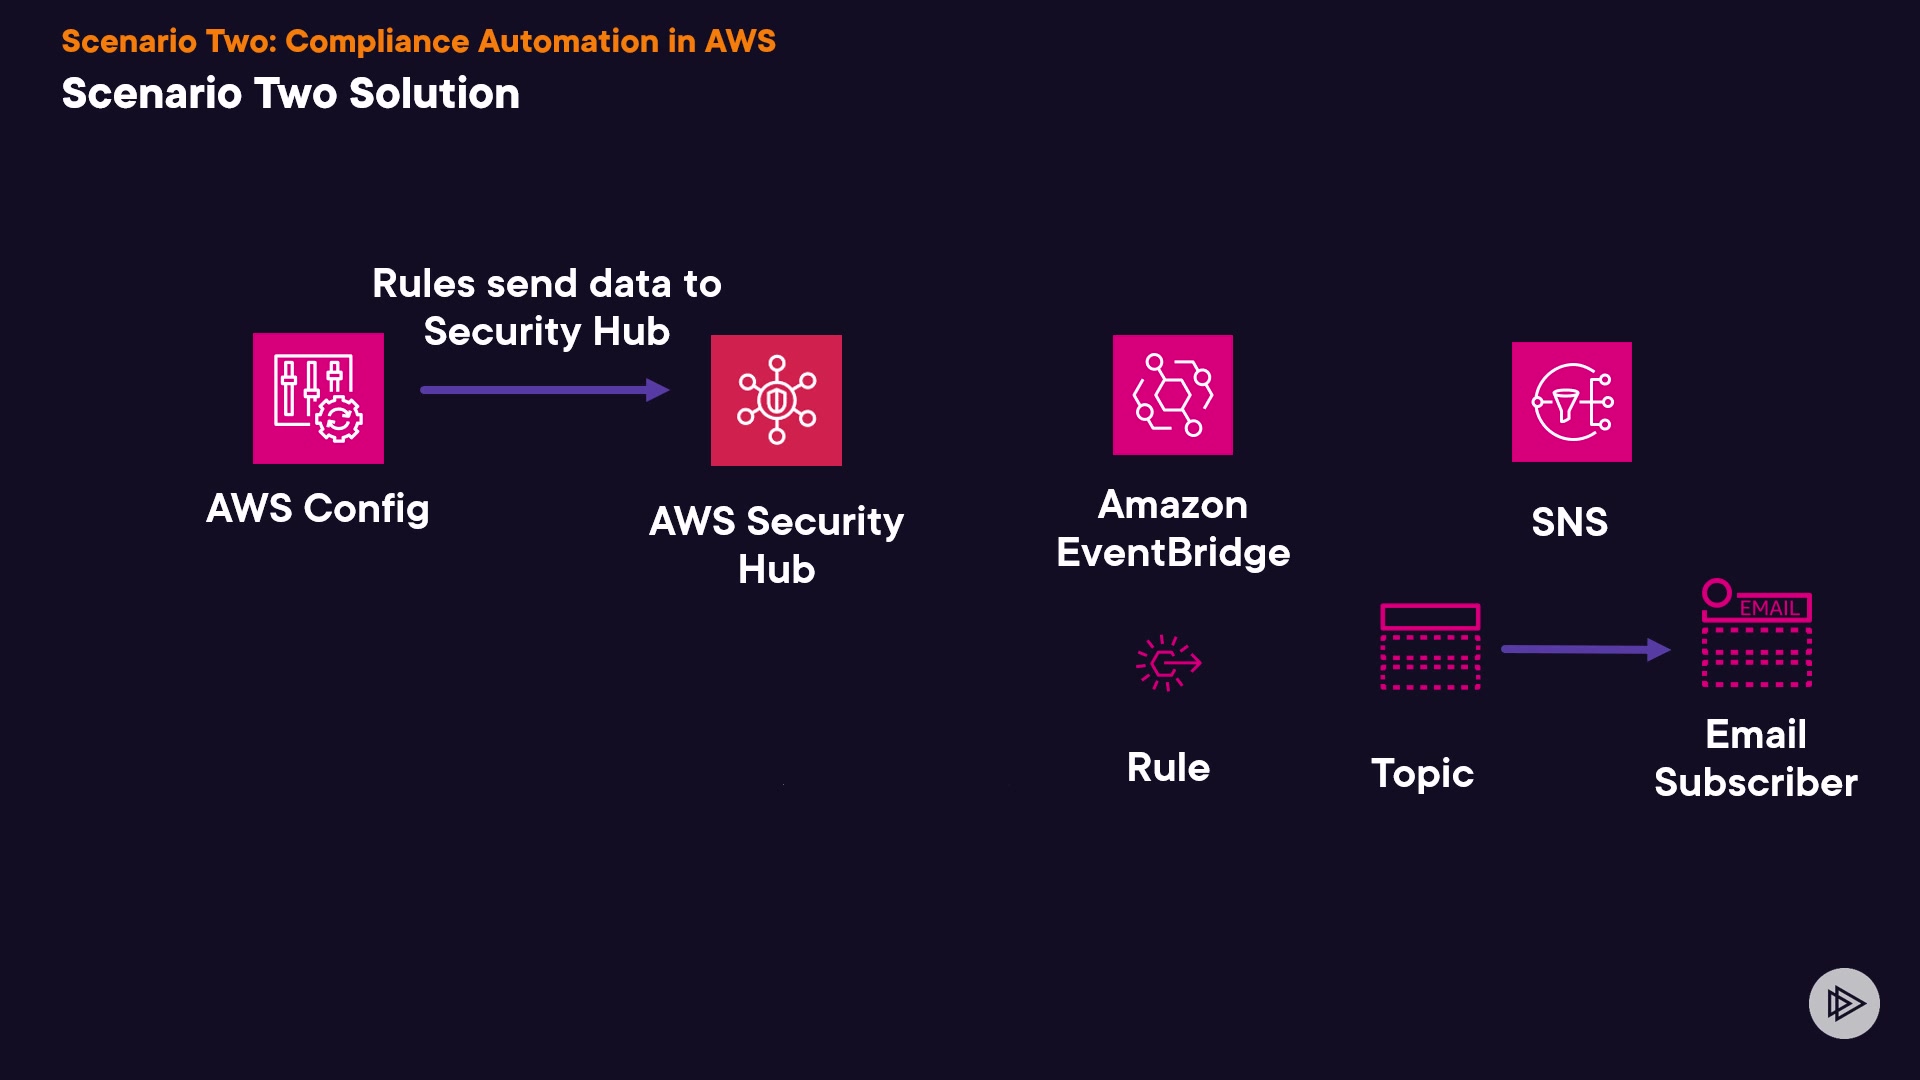 Scenario Two: Compliance Automation in AWS
Scenario Two Solution
Rules send data to
Security Hub
AWS Config
AWS Security
Hub
Amazon
EventBridge
SNS
EMAIL
Rule
Topic
Email
Subscriber